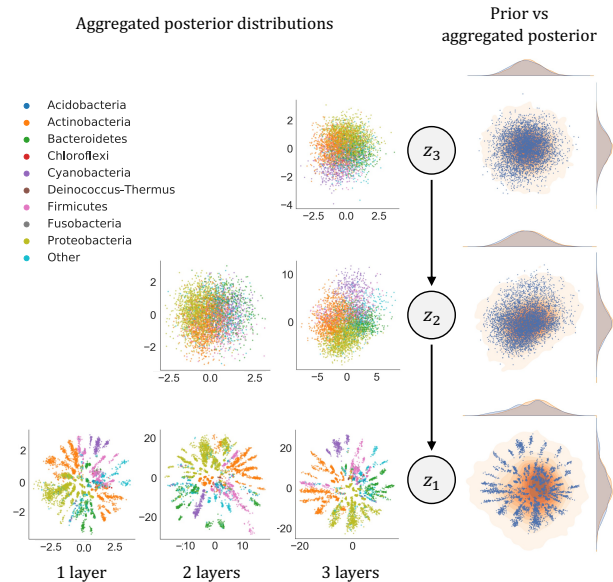 Aggregated posterior distributions
Prior vs
aggregated posterior
Acidobacteria
Actinobacteria
Bacteroidetes
Chloroflexi
Cyanobacteria
Deinococcus-Thermus
Firmicutes
Fusobacteria
Proteobacteria
Other
2
0
−2
−4
−2.5 0.0 2.5
z3
2
0
−2
−2.5 0.0 2.5
10
0
−5 0 5
z2
2
0
−2
−2.5 0.0 2.5
20
0
−20
−10 0 10
20
0
−20
−20 0
z1
1 layer
2 layers
3 layers